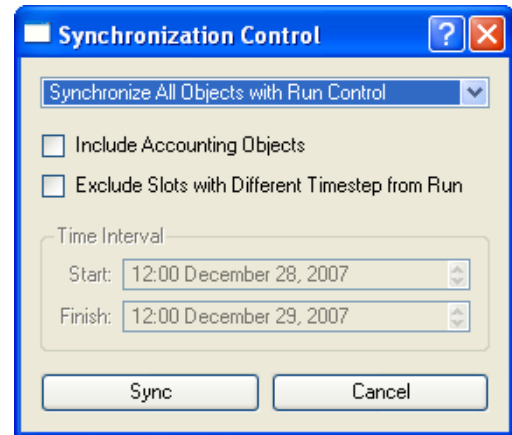 Synchronization Control
Synchronize All Objects with Run Control
Include Accounting Objects
Exclude Slots with Different Timestep from Run
Time Interval
Start: 12:00 December 28, 2007
Finish: 12:00 December 29, 2007
Sync Cancel